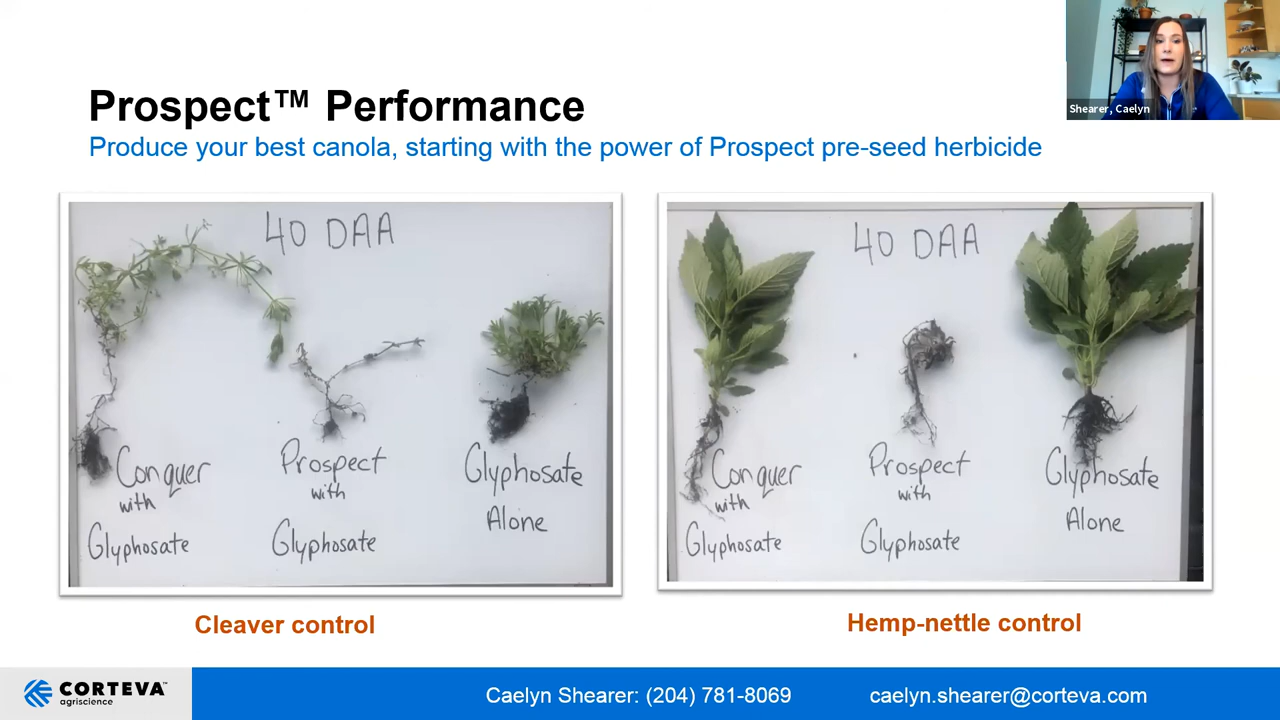 Shearer, Caelyn
Prospect™ Performance
Produce your best canola, starting with the power of Prospect pre-seed herbicide
40 DAA
Conquer
with
Glyphosate
Prospect
with
Glyphosate
Glyphosate
Alone
40 DAA
Conquer
with
Glyphosate
Prospect
with
Glyphosate
Glyphosate
Alone
Cleaver control
Hemp-nettle control
CORTEVA™
agriscience
Caelyn Shearer: (204) 781-8069
caelyn.shearer@corteva.com